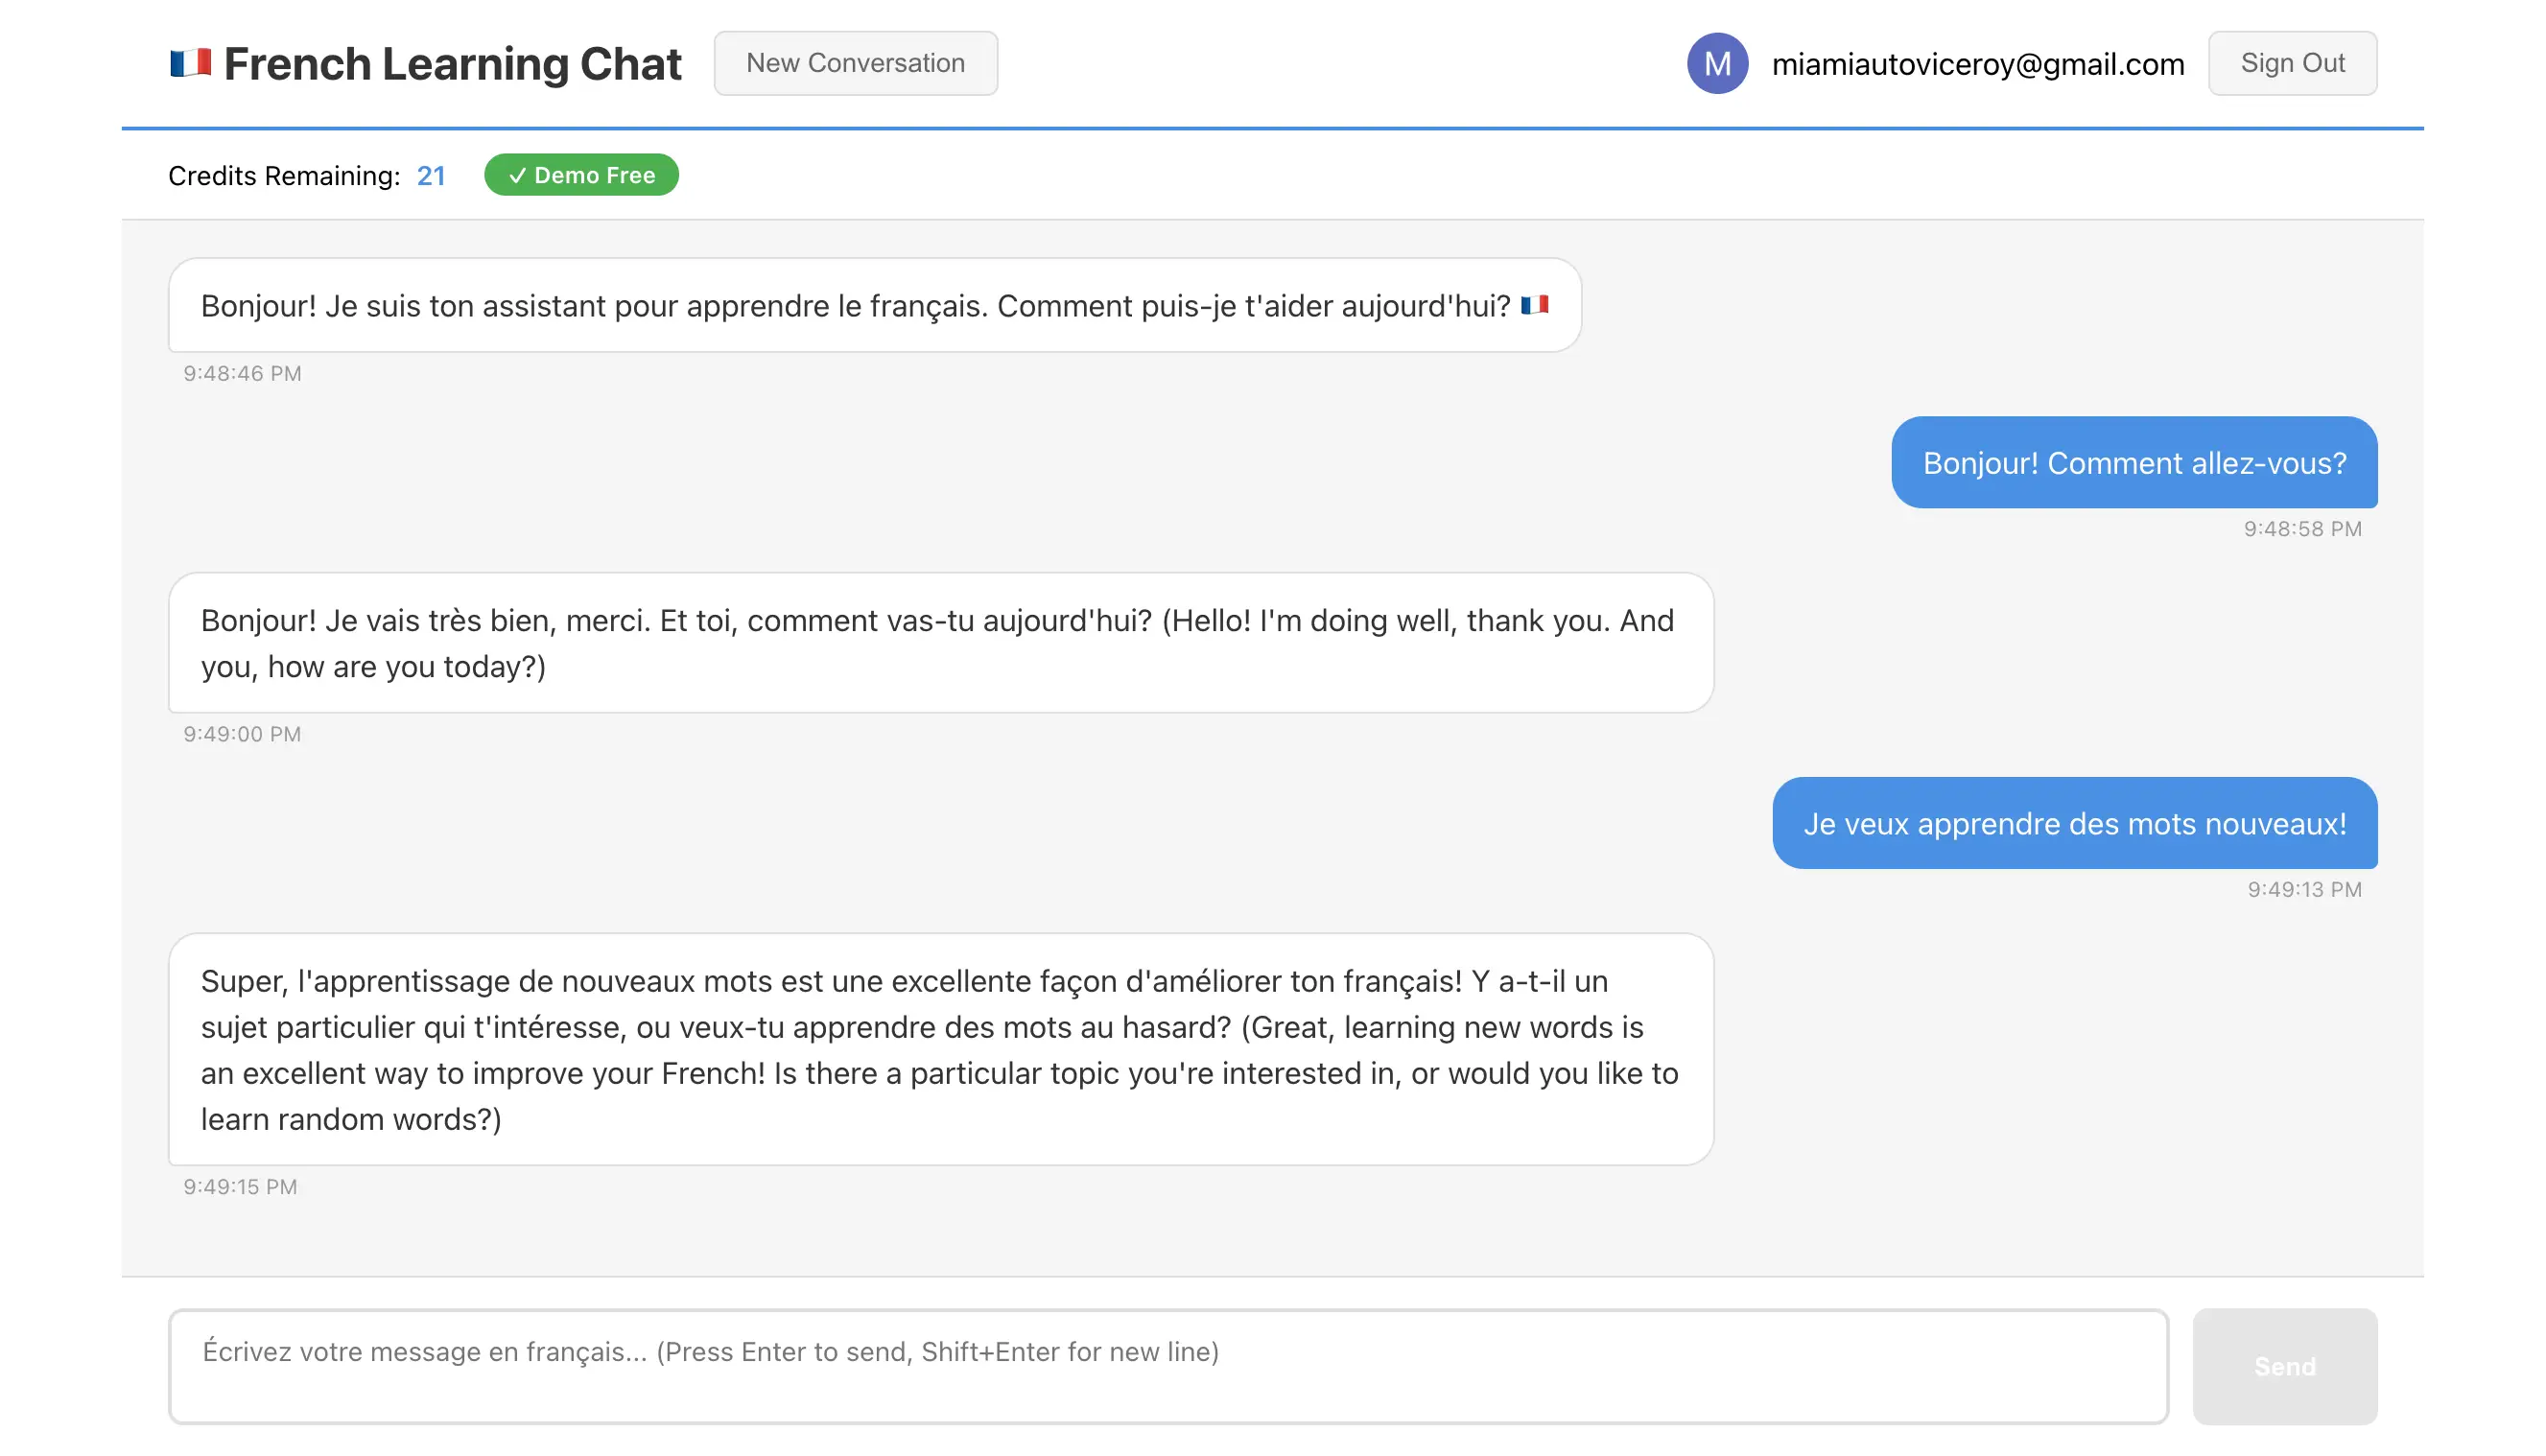 🇫🇷 French Learning Chat
New Conversation
M
miamiautoviceroy@gmail.com
Sign Out
Credits Remaining: 21
✓ Demo Free
Bonjour! Je suis ton assistant pour apprendre le français. Comment puis-je t'aider aujourd'hui? 🇫🇷
9:48:46 PM
Bonjour! Comment allez-vous?
9:48:58 PM
Bonjour! Je vais très bien, merci. Et toi, comment vas-tu aujourd'hui? (Hello! I'm doing well, thank you. And
you, how are you today?)
9:49:00 PM
Je veux apprendre des mots nouveaux!
9:49:13 PM
Super, l'apprentissage de nouveaux mots est une excellente façon d'améliorer ton français! Y a-t-il un
sujet particulier qui t'intéresse, ou veux-tu apprendre des mots au hasard? (Great, learning new words is
an excellent way to improve your French! Is there a particular topic you're interested in, or would you like to
learn random words?)
9:49:15 PM
Écrivez votre message en français... (Press Enter to send, Shift+Enter for new line)
Send